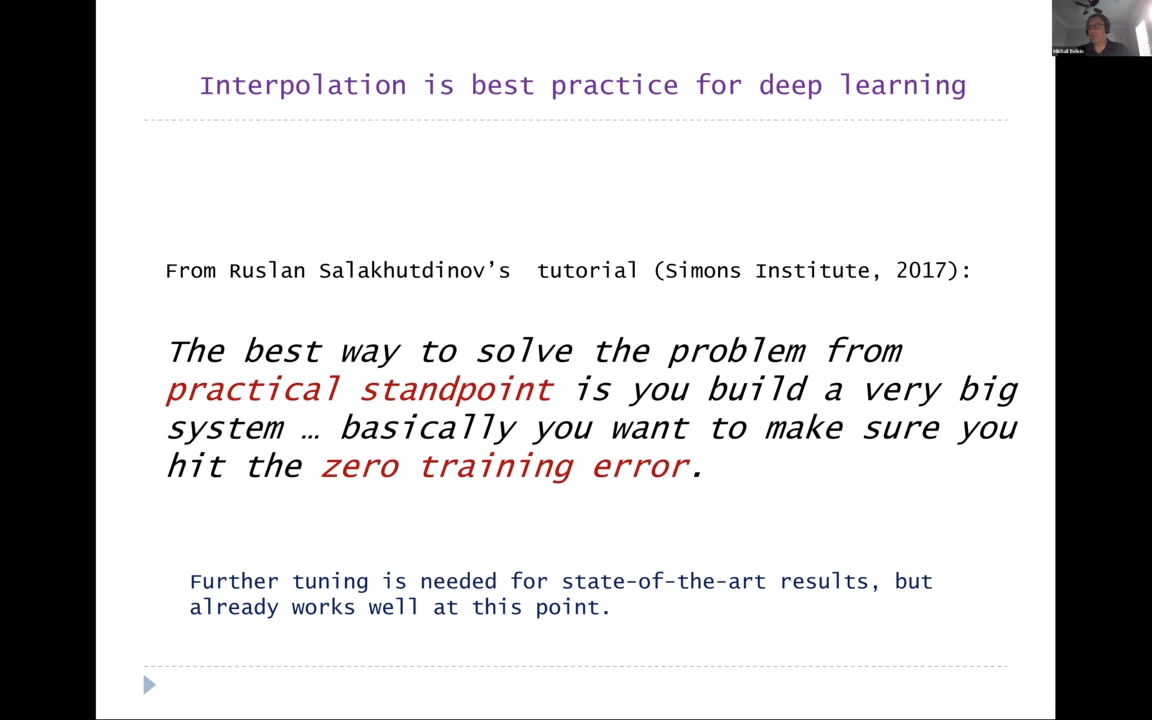 Interpolation is best practice for deep learning
From Ruslan Salakhutdinov’s tutorial (Simons Institute, 2017):
The best way to solve the problem from
practical standpoint is you build a very big
system … basically you want to make sure you
hit the zero training error.
Further tuning is needed for state-of-the-art results, but
already works well at this point.
Mikhail Belkin